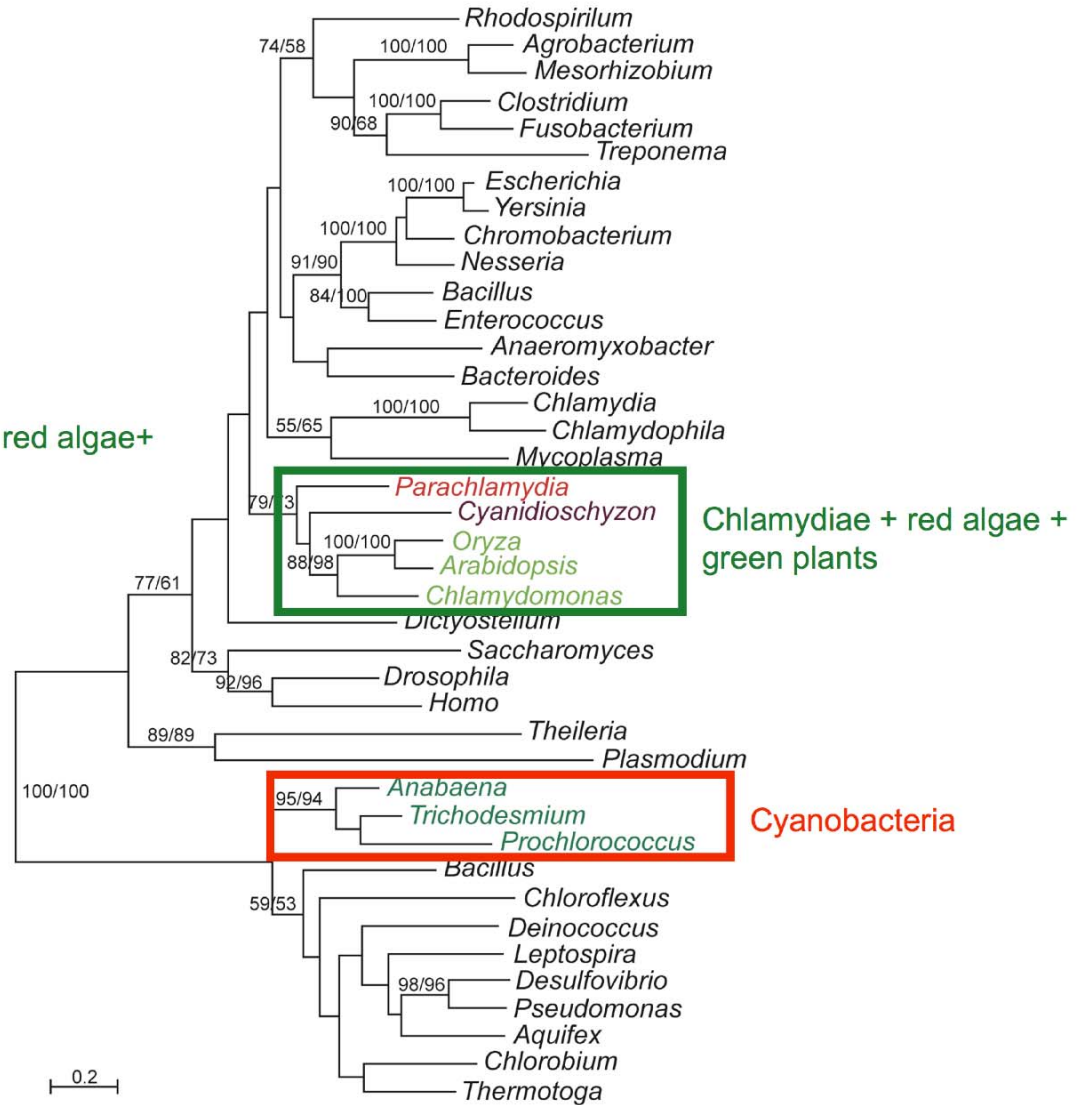 Rhodospirilum
74/58
100/100
Agrobacterium
Mesorhizobium
100/100
Clostridium
90/68
Fusobacterium
Treponema
100/100
Escherichia
Yersinia
100/100
Chromobacterium
91/90
Nesseria
84/100
Bacillus
Enterococcus
Anaeromyxobacter
Bacteroides
100/100
Chlamydia
55/65
Chlamydophila
red algae+
Mycoplasma
79/73
Parachlamydia
Cyanidioschyzon
Chlamydiae + red algae +
green plants
100/100
Oryza
88/98
Arabidopsis
Chlamydomonas
77/61
Dictyostelium
82/73
Saccharomyces
92/96
Drosophila
Homo
89/89
Theileria
Plasmodium
100/100
95/94
Anabaena
Trichodesmium
Cyanobacteria
Prochlorococcus
Bacillus
59/53
Chloroflexus
Deinococcus
Leptospira
98/96
Desulfovibrio
Pseudomonas
Aquifex
Chlorobium
0.2
Thermotoga